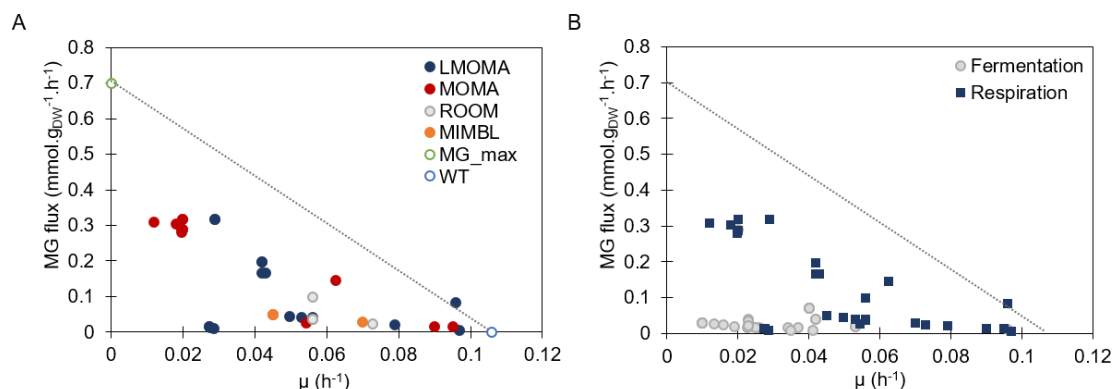 A
MG flux (mmol.gDW⁻¹.h⁻¹)
0.8
0.7
0.6
0.5
0.4
0.3
0.2
0.1
0
0 0.02 0.04 0.06 0.08 0.1 0.12
µ (h⁻¹)
LMOMA
MOMA
ROOM
MIMBL
MG_max
WT
B
MG flux (mmol.gDW⁻¹.h⁻¹)
0.8
0.7
0.6
0.5
0.4
0.3
0.2
0.1
0
0 0.02 0.04 0.06 0.08 0.1 0.12
µ (h⁻¹)
Fermentation
Respiration